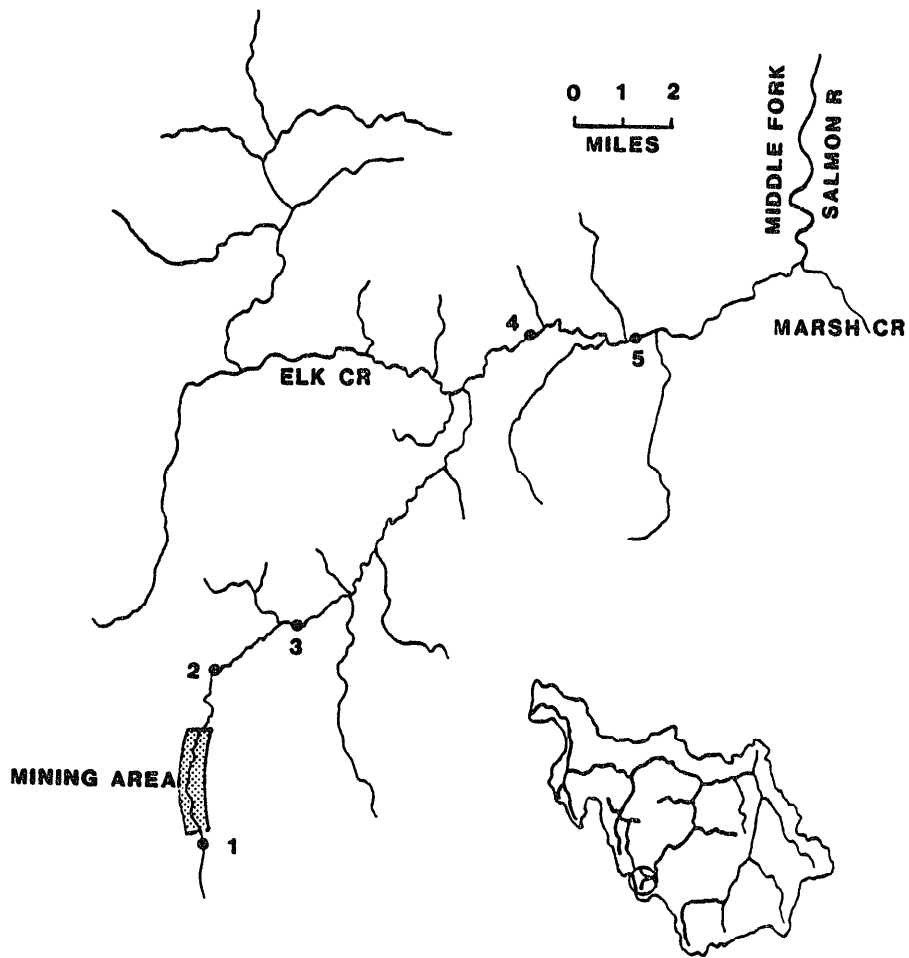 0 1 2
MILES
MIDDLE FORK
SALMON R
MARSH CR
4
5
ELK CR
3
2
MINING AREA
1